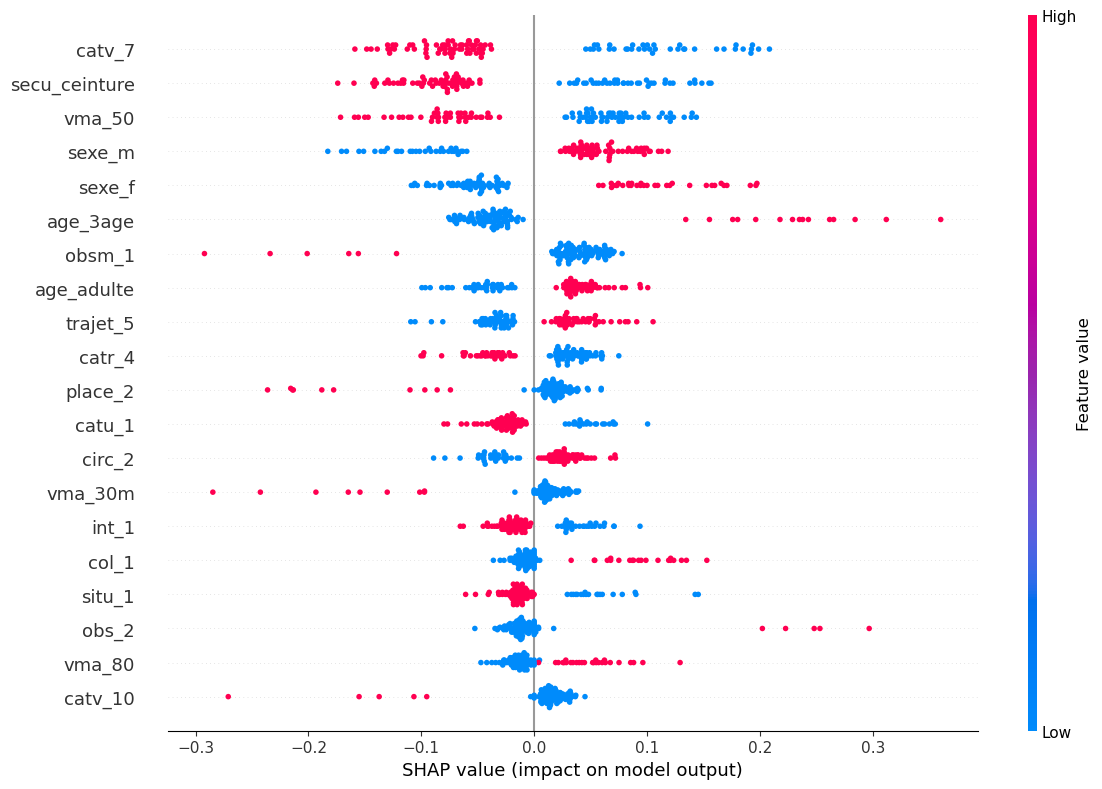 High
catv_7
secu_ceinture
vma_50
sexe_m
sexe_f
age_3age
obsm_1
age_adulte
trajet_5
catr_4
place_2
catu_1
circ_2
vma_30m
int_1
col_1
situ_1
obs_2
vma_80
catv_10
Feature value
Low
−0.3 −0.2 −0.1 0.0 0.1 0.2 0.3
SHAP value (impact on model output)